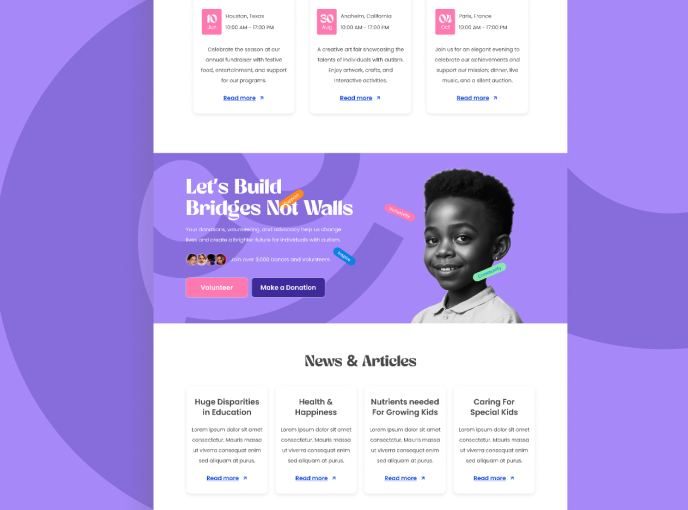 10
Jun
Houston, Texas
10:00 AM - 17:00 PM
Celebrate the season at our
annual fundraiser with festive
food, entertainment, and support
for our programs.
Read more
30
Aug
Anaheim, California
10:00 AM - 17:00 PM
A creative art fair showcasing the
talents of individuals with autism.
Enjoy artwork, crafts, and
interactive activities.
Read more
Oct
Paris, France
10:00 AM - 17:00 PM
Join us for an elegant evening to
celebrate our achievements and
support our mission: dinner, live
music, and a silent auction.
Read more
Let's Build
Bridges Not Walls
Your donations, volunteering, and advocacy help us change
lives and create a brighter future for individuals with autism.
Join over 5000 Donors and Volunteers
Volunteer
Make a Donation
Inspire
Community
News & Articles
Huge Disparities
in Education
Lorem ipsum dolor sit amet
consectetur. Mauris massa
ut viverra consequat enim
sed aliquam at purus.
Read more
Health &
Happiness
Lorem ipsum dolor sit amet
consectetur. Mauris massa
ut viverra consequat enim
sed aliquam at purus.
Read more
Nutrients needed
For Growing Kids
Lorem ipsum dolor sit amet
consectetur. Mauris massa
ut viverra consequat enim
sed aliquam at purus.
Read more
Caring For
Special Kids
Lorem ipsum dolor sit amet
consectetur. Mauris massa
ut viverra consequat enim
sed aliquam at purus.
Read more